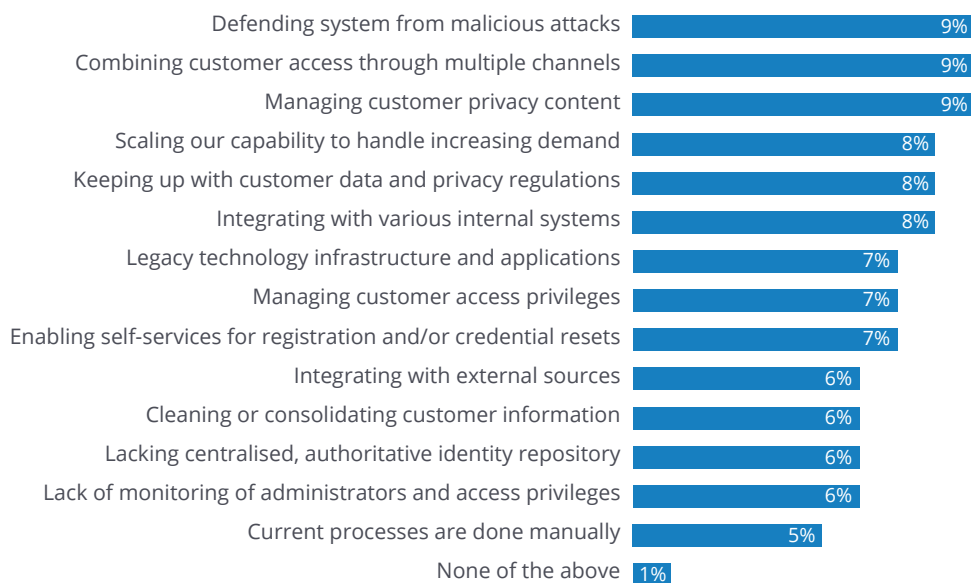 Defending system from malicious attacks 9%
Combining customer access through multiple channels 9%
Managing customer privacy content 9%
Scaling our capability to handle increasing demand 8%
Keeping up with customer data and privacy regulations 8%
Integrating with various internal systems 8%
Legacy technology infrastructure and applications 7%
Managing customer access privileges 7%
Enabling self-services for registration and/or credential resets 7%
Integrating with external sources 6%
Cleaning or consolidating customer information 6%
Lacking centralised, authoritative identity repository 6%
Lack of monitoring of administrators and access privileges 6%
Current processes are done manually 5%
None of the above 1%